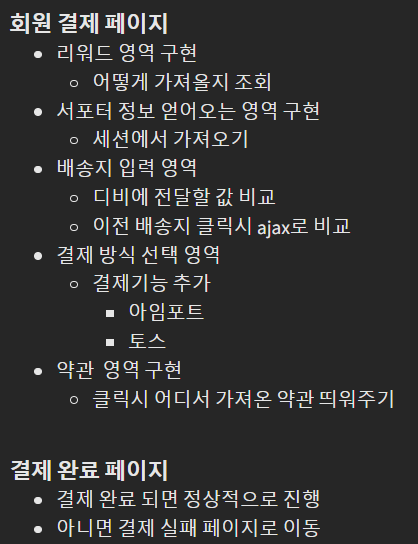 회원 결제 페이지
리워드 영역 구현
어떻게 가져올지 조회
서포터 정보 얻어오는 영역 구현
세션에서 가져오기
배송지 입력 영역
디비에 전달할 값 비교
이전 배송지 클릭시 ajax로 비교
결제 방식 선택 영역
결제기능 추가
아임포트
토스
약관 영역 구현
클릭시 어디서 가져온 약관 띄워주기
결제 완료 페이지
결제 완료 되면 정상적으로 진행
아니면 결제 실패 페이지로 이동